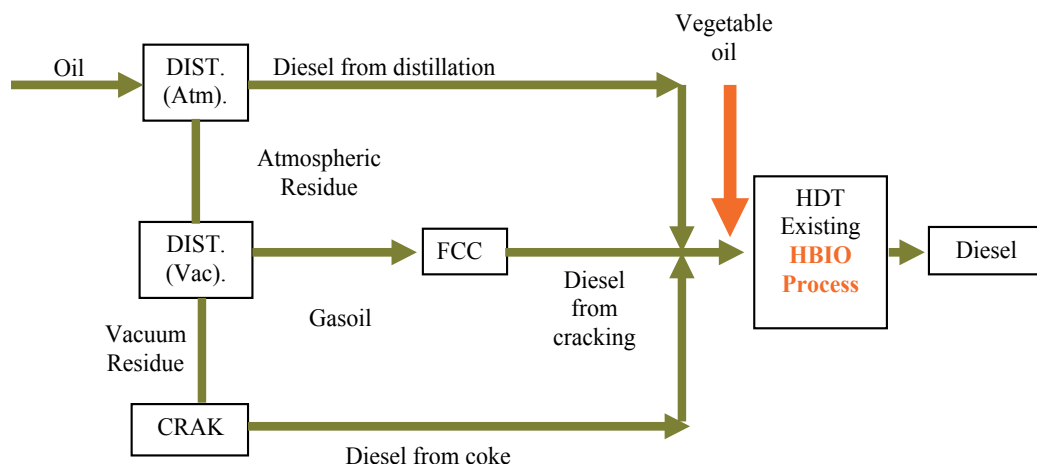 Vegetable
oil
Oil
DIST.
(Atm).
Diesel from distillation
Atmospheric
Residue
HDT
Existing
HBIO
Process
DIST.
(Vac).
FCC
Diesel
Gasoil
Diesel
from
cracking
Vacuum
Residue
CRAK
Diesel from coke